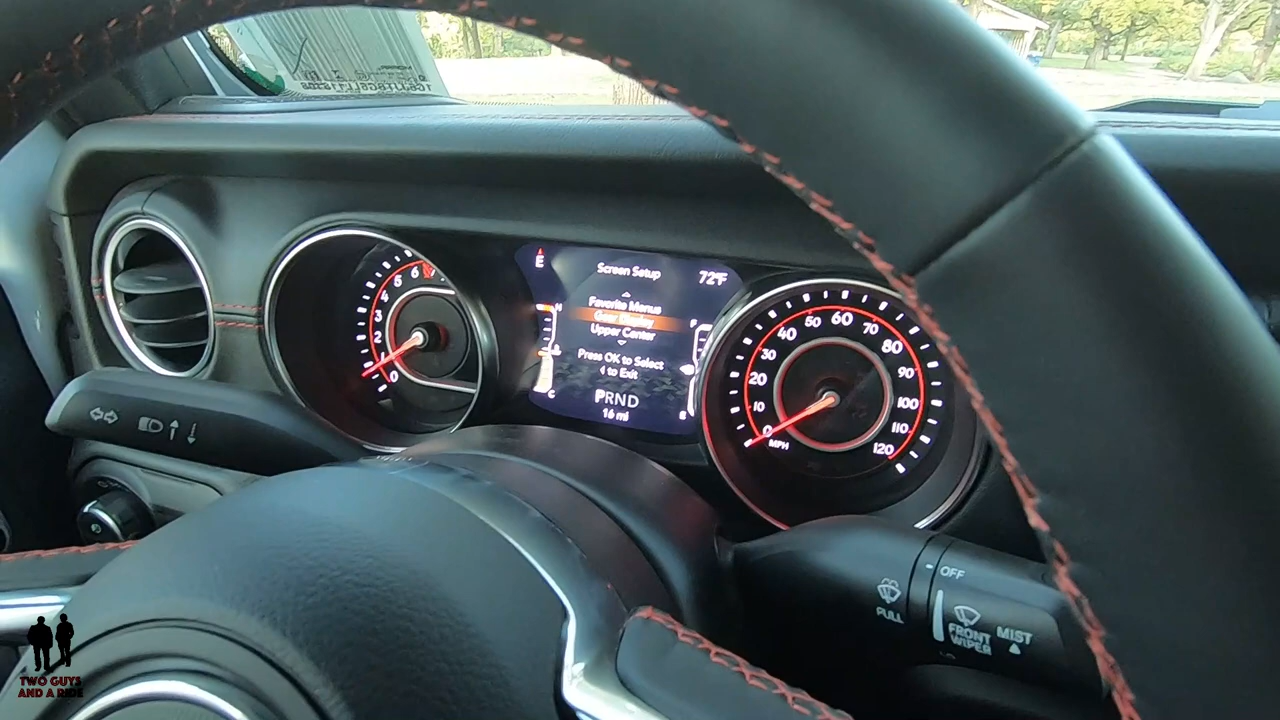 E
Screen Setup
72°F
Favorite Menus
Gear Display
Upper Center
Press OK to Select
to Exit
PRND
16 mi
H
C
F
E
0
1
2
3
4
5
6
0
10
20
30
40
50
60
70
80
90
100
110
120
MPH
OFF
PULL
FRONT
WIPER
MIST
TWO GUYS
AND A RIDE